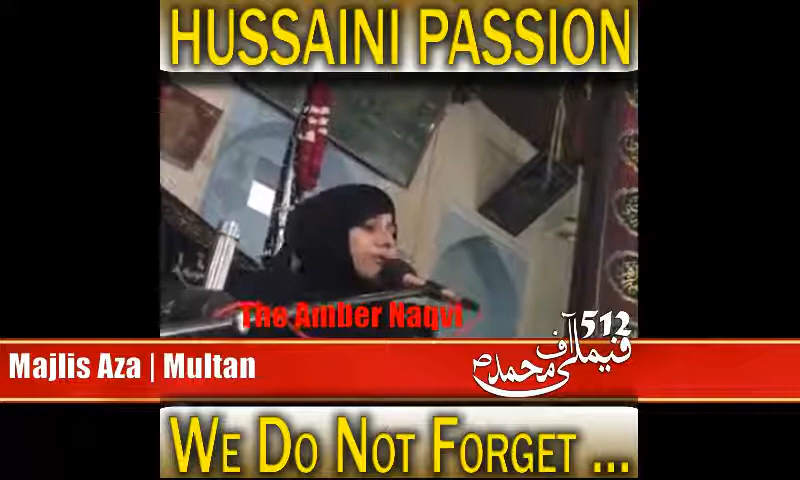 HUSSAINI PASSION
The Amber Naqvi
512
فیملی آف محمدؐ
Majlis Aza | Multan
WE DO NOT FORGET ...